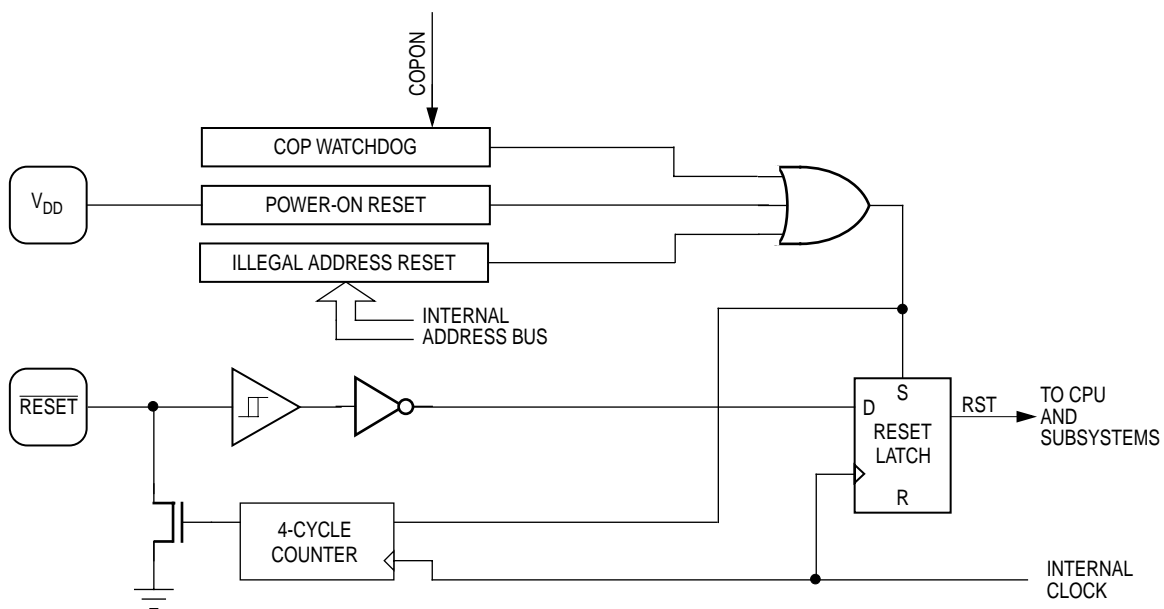 COPON
COP WATCHDOG
VDD
POWER-ON RESET
ILLEGAL ADDRESS RESET
INTERNAL
ADDRESS BUS
RESET
D
S
RESET
LATCH
R
RST
TO CPU
AND
SUBSYSTEMS
4-CYCLE
COUNTER
INTERNAL
CLOCK